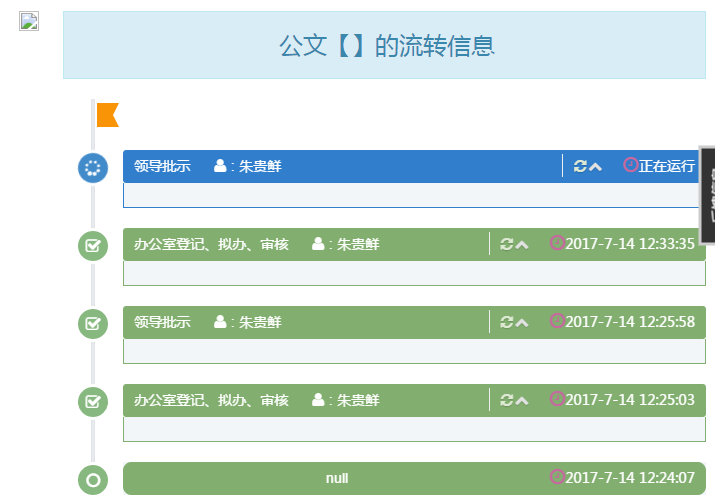 公文【】的流转信息
领导批示 : 朱贵鲜 正在运行
办公室登记、拟办、审核 : 朱贵鲜 2017-7-14 12:33:35
领导批示 : 朱贵鲜 2017-7-14 12:25:58
办公室登记、拟办、审核 : 朱贵鲜 2017-7-14 12:25:03
null 2017-7-14 12:24:07